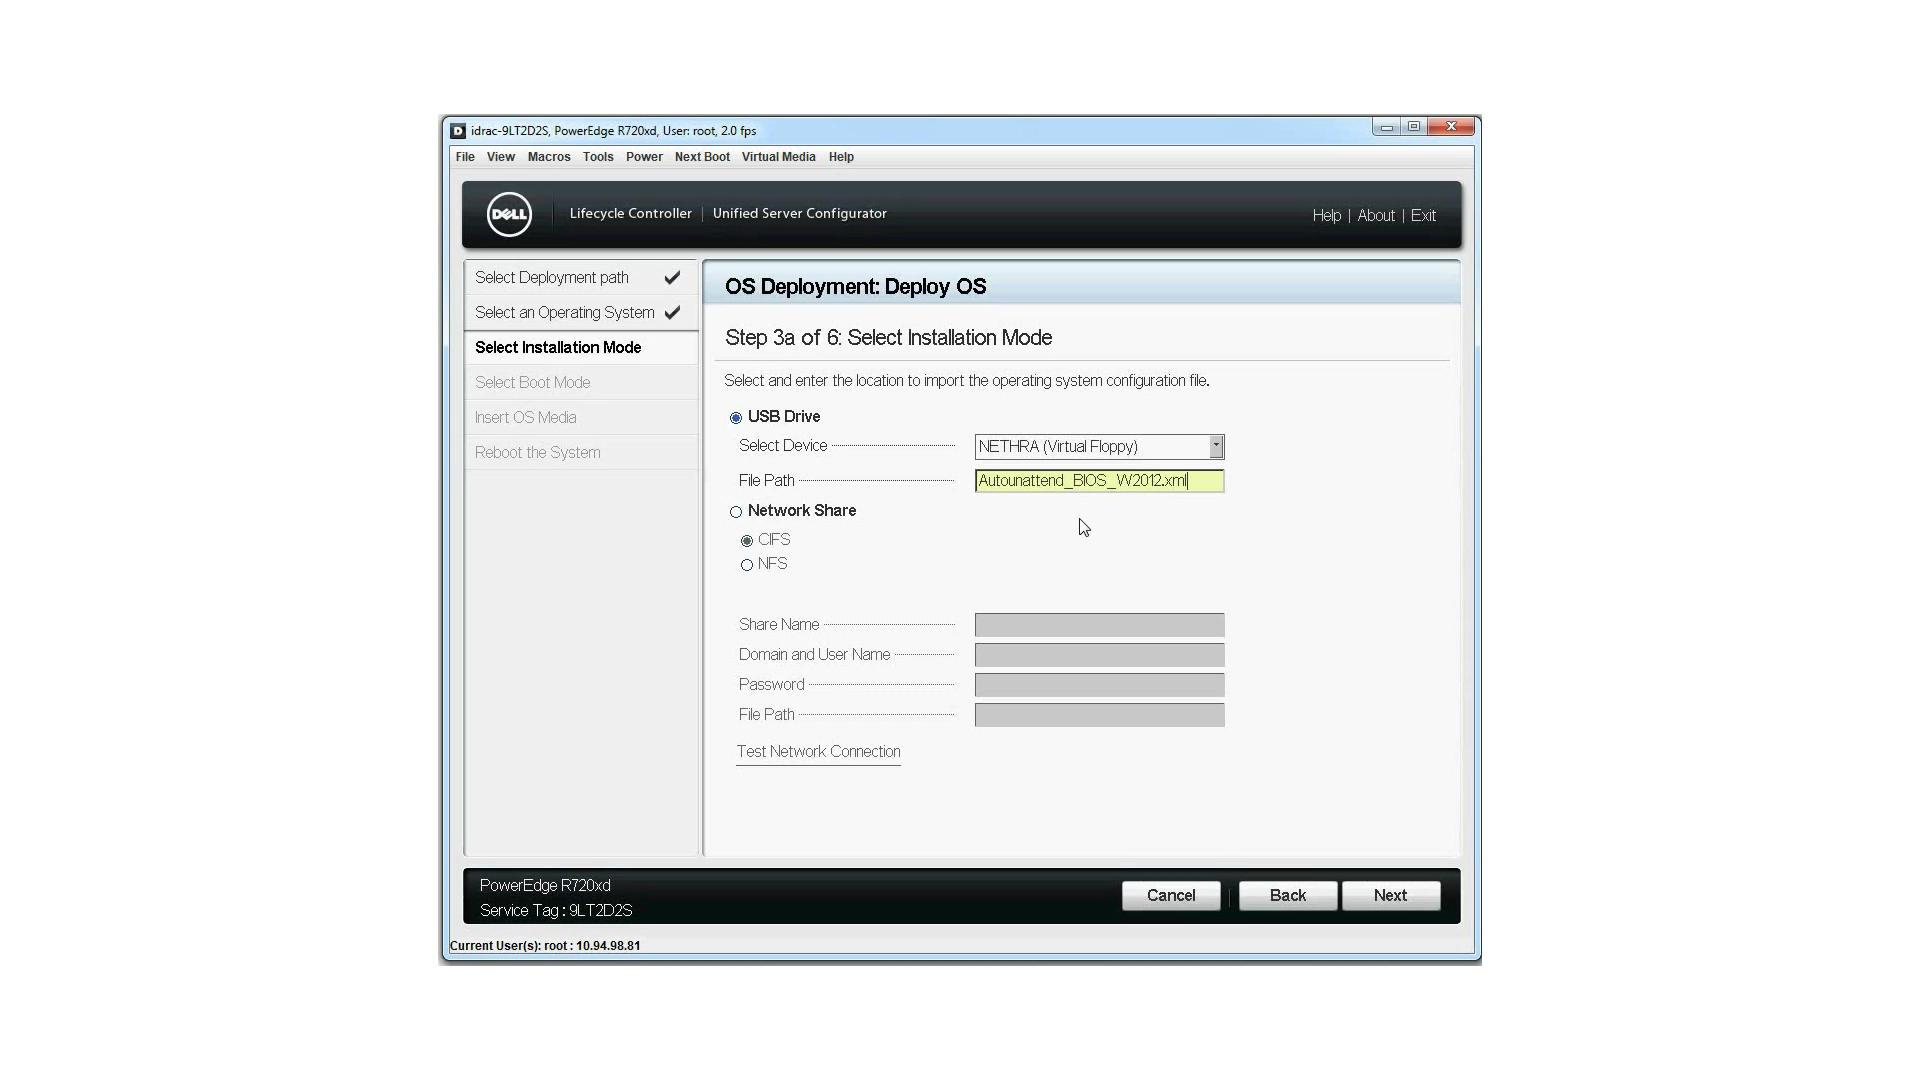 idrac-9LT2D2S, PowerEdge R720xd, User: root, 2.0 fps
File View Macros Tools Power Next Boot Virtual Media Help
DELL Lifecycle Controller | Unified Server Configurator Help | About | Exit
Select Deployment path
Select an Operating System
Select Installation Mode
Select Boot Mode
Insert OS Media
Reboot the System
OS Deployment: Deploy OS
Step 3a of 6: Select Installation Mode
Select and enter the location to import the operating system configuration file.
USB Drive
Select Device NETHRA (Virtual Floppy)
File Path Autounattend_BIOS_W2012.xml
Network Share
CIFS
NFS
Share Name
Domain and User Name
Password
File Path
Test Network Connection
PowerEdge R720xd
Service Tag : 9LT2D2S
Cancel Back Next
Current User(s): root : 10.94.98.81